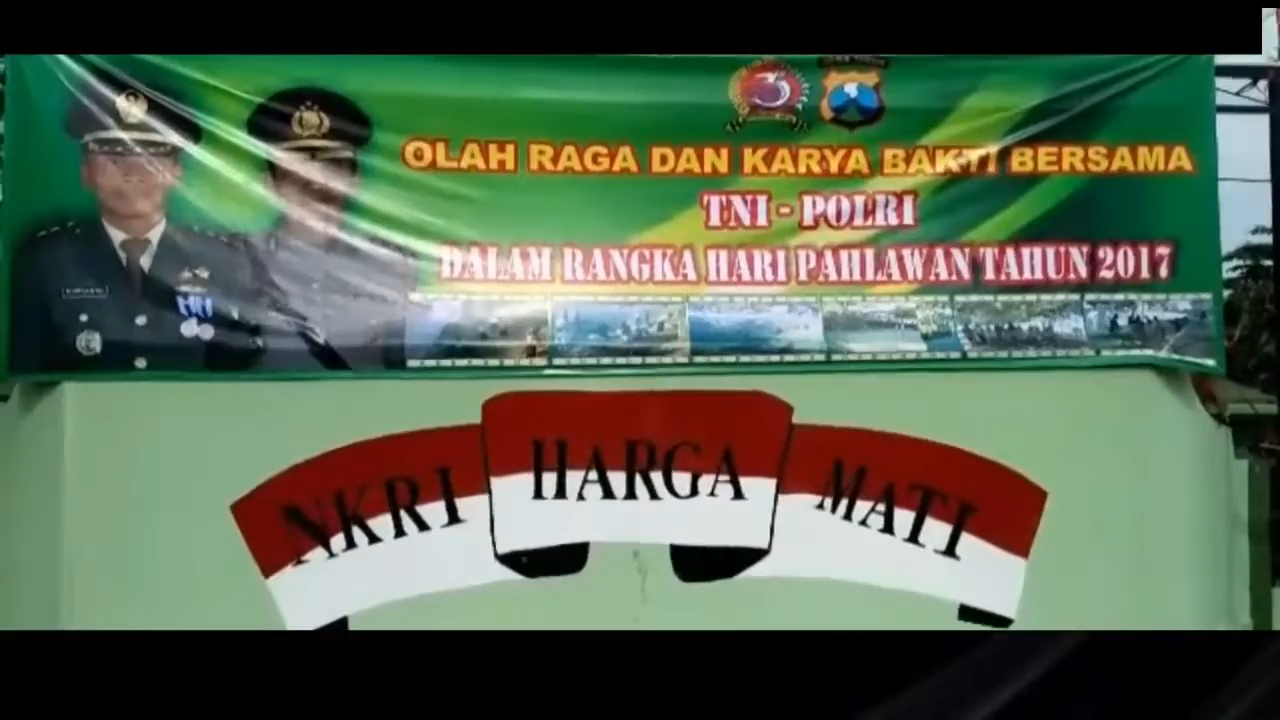 OLAH RAGA DAN KARYA BAKTI BERSAMA
TNI - POLRI
DALAM RANGKA HARI PAHLAWAN TAHUN 2017
NKRI HARGA MATI